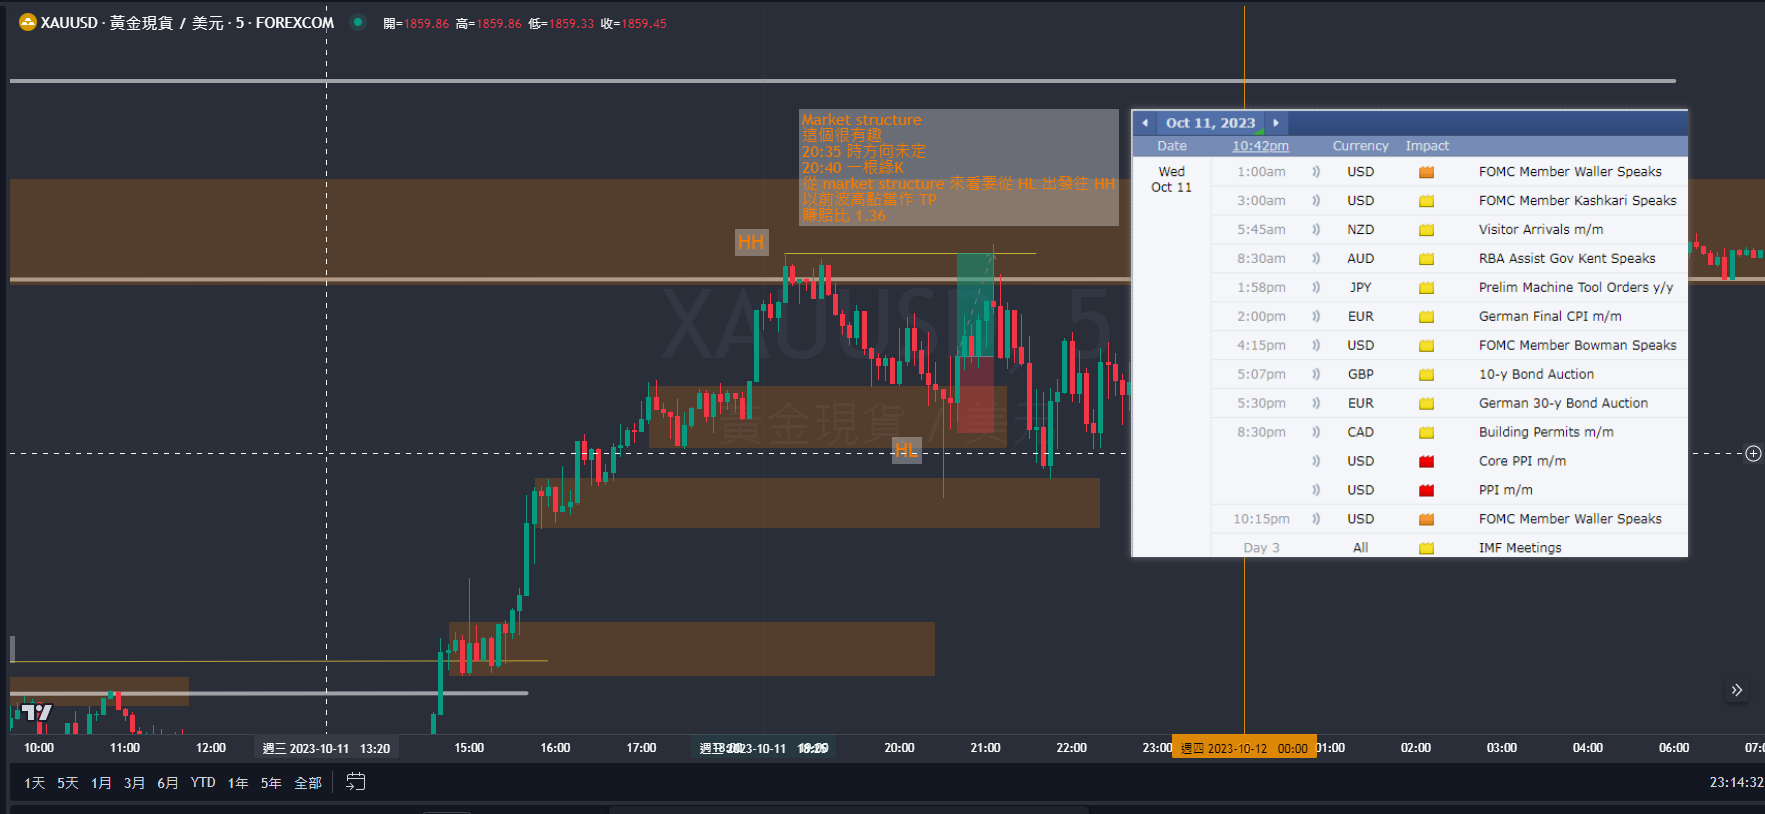 XAUUSD · 黃金現貨 / 美元 · 5 · FOREXCOM 開=1859.86 高=1859.86 低=1859.33 收=1859.45
Market structure
這個很有趣
20:35 時方向未定
20:40 一根綠K
從 market structure 來看要從 HL 出發往 HH
以前波高點當作 TP
賺賠比 1.36
HH
HL
XAUUSD, 5
黃金現貨 / 美元
Oct 11, 2023
Date 10:42pm Currency Impact
Wed 1:00am USD FOMC Member Waller Speaks
Oct 11
3:00am USD FOMC Member Kashkari Speaks
5:45am NZD Visitor Arrivals m/m
8:30am AUD RBA Assist Gov Kent Speaks
1:58pm JPY Prelim Machine Tool Orders y/y
2:00pm EUR German Final CPI m/m
4:15pm USD FOMC Member Bowman Speaks
5:07pm GBP 10-y Bond Auction
5:30pm EUR German 30-y Bond Auction
8:30pm CAD Building Permits m/m
USD Core PPI m/m
USD PPI m/m
10:15pm USD FOMC Member Waller Speaks
Day 3 All IMF Meetings
10:00 11:00 12:00 週三 2023-10-11 13:20 15:00 16:00 17:00 2023-10-11 20:00 21:00 22:00 23:00 週四 2023-10-12 00:00 01:00 02:00 03:00 04:00 05:00 06:00 07:
1天 5天 1月 3月 6月 YTD 1年 5年 全部 23:14:32